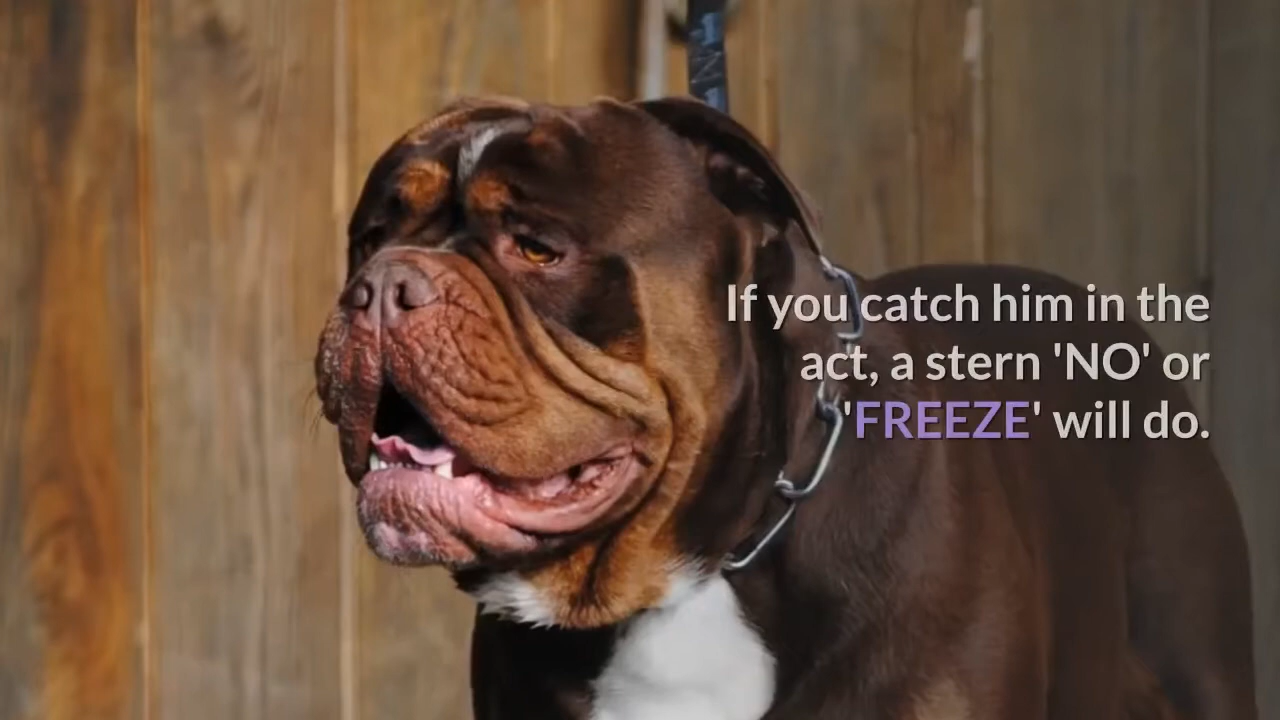 If you catch him in the
act, a stern 'NO' or
'FREEZE' will do.